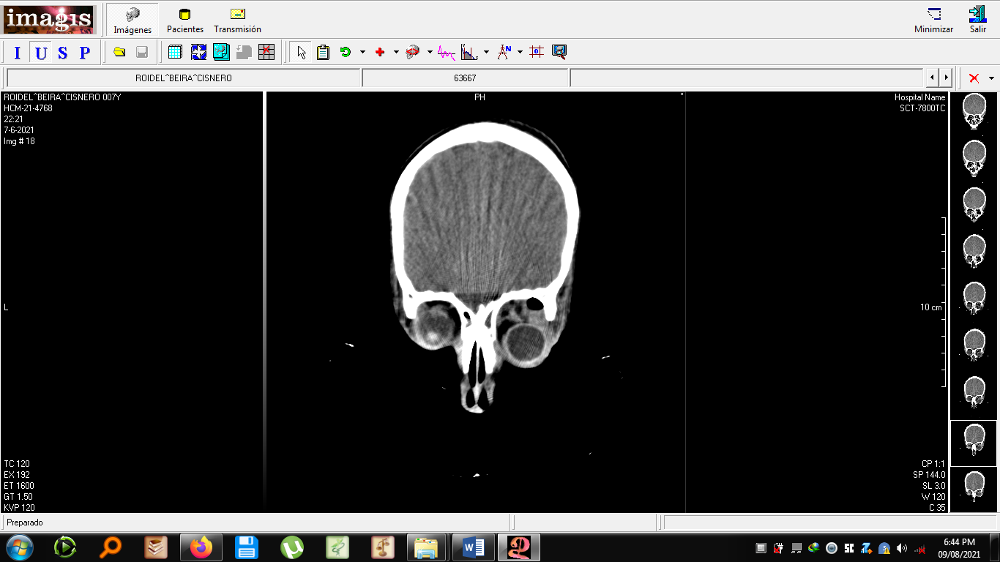 imagis
Imágenes
Pacientes
Transmisión
Minimizar
Salir
I U S P
ROIDEL^BEIRA^CISNERO
63667
ROIDEL^BEIRA^CISNERO 007Y
HCM-21-4768
22:21
7-6-2021
Img # 18
PH
Hospital Name
SCT-7800TC
L
10 cm
TC 120
EX 192
ET 1600
GT 1.50
KVP 120
CP 1:1
SP 144.0
SL 3.0
W 120
C 35
Preparado
6:44 PM
09/08/2021